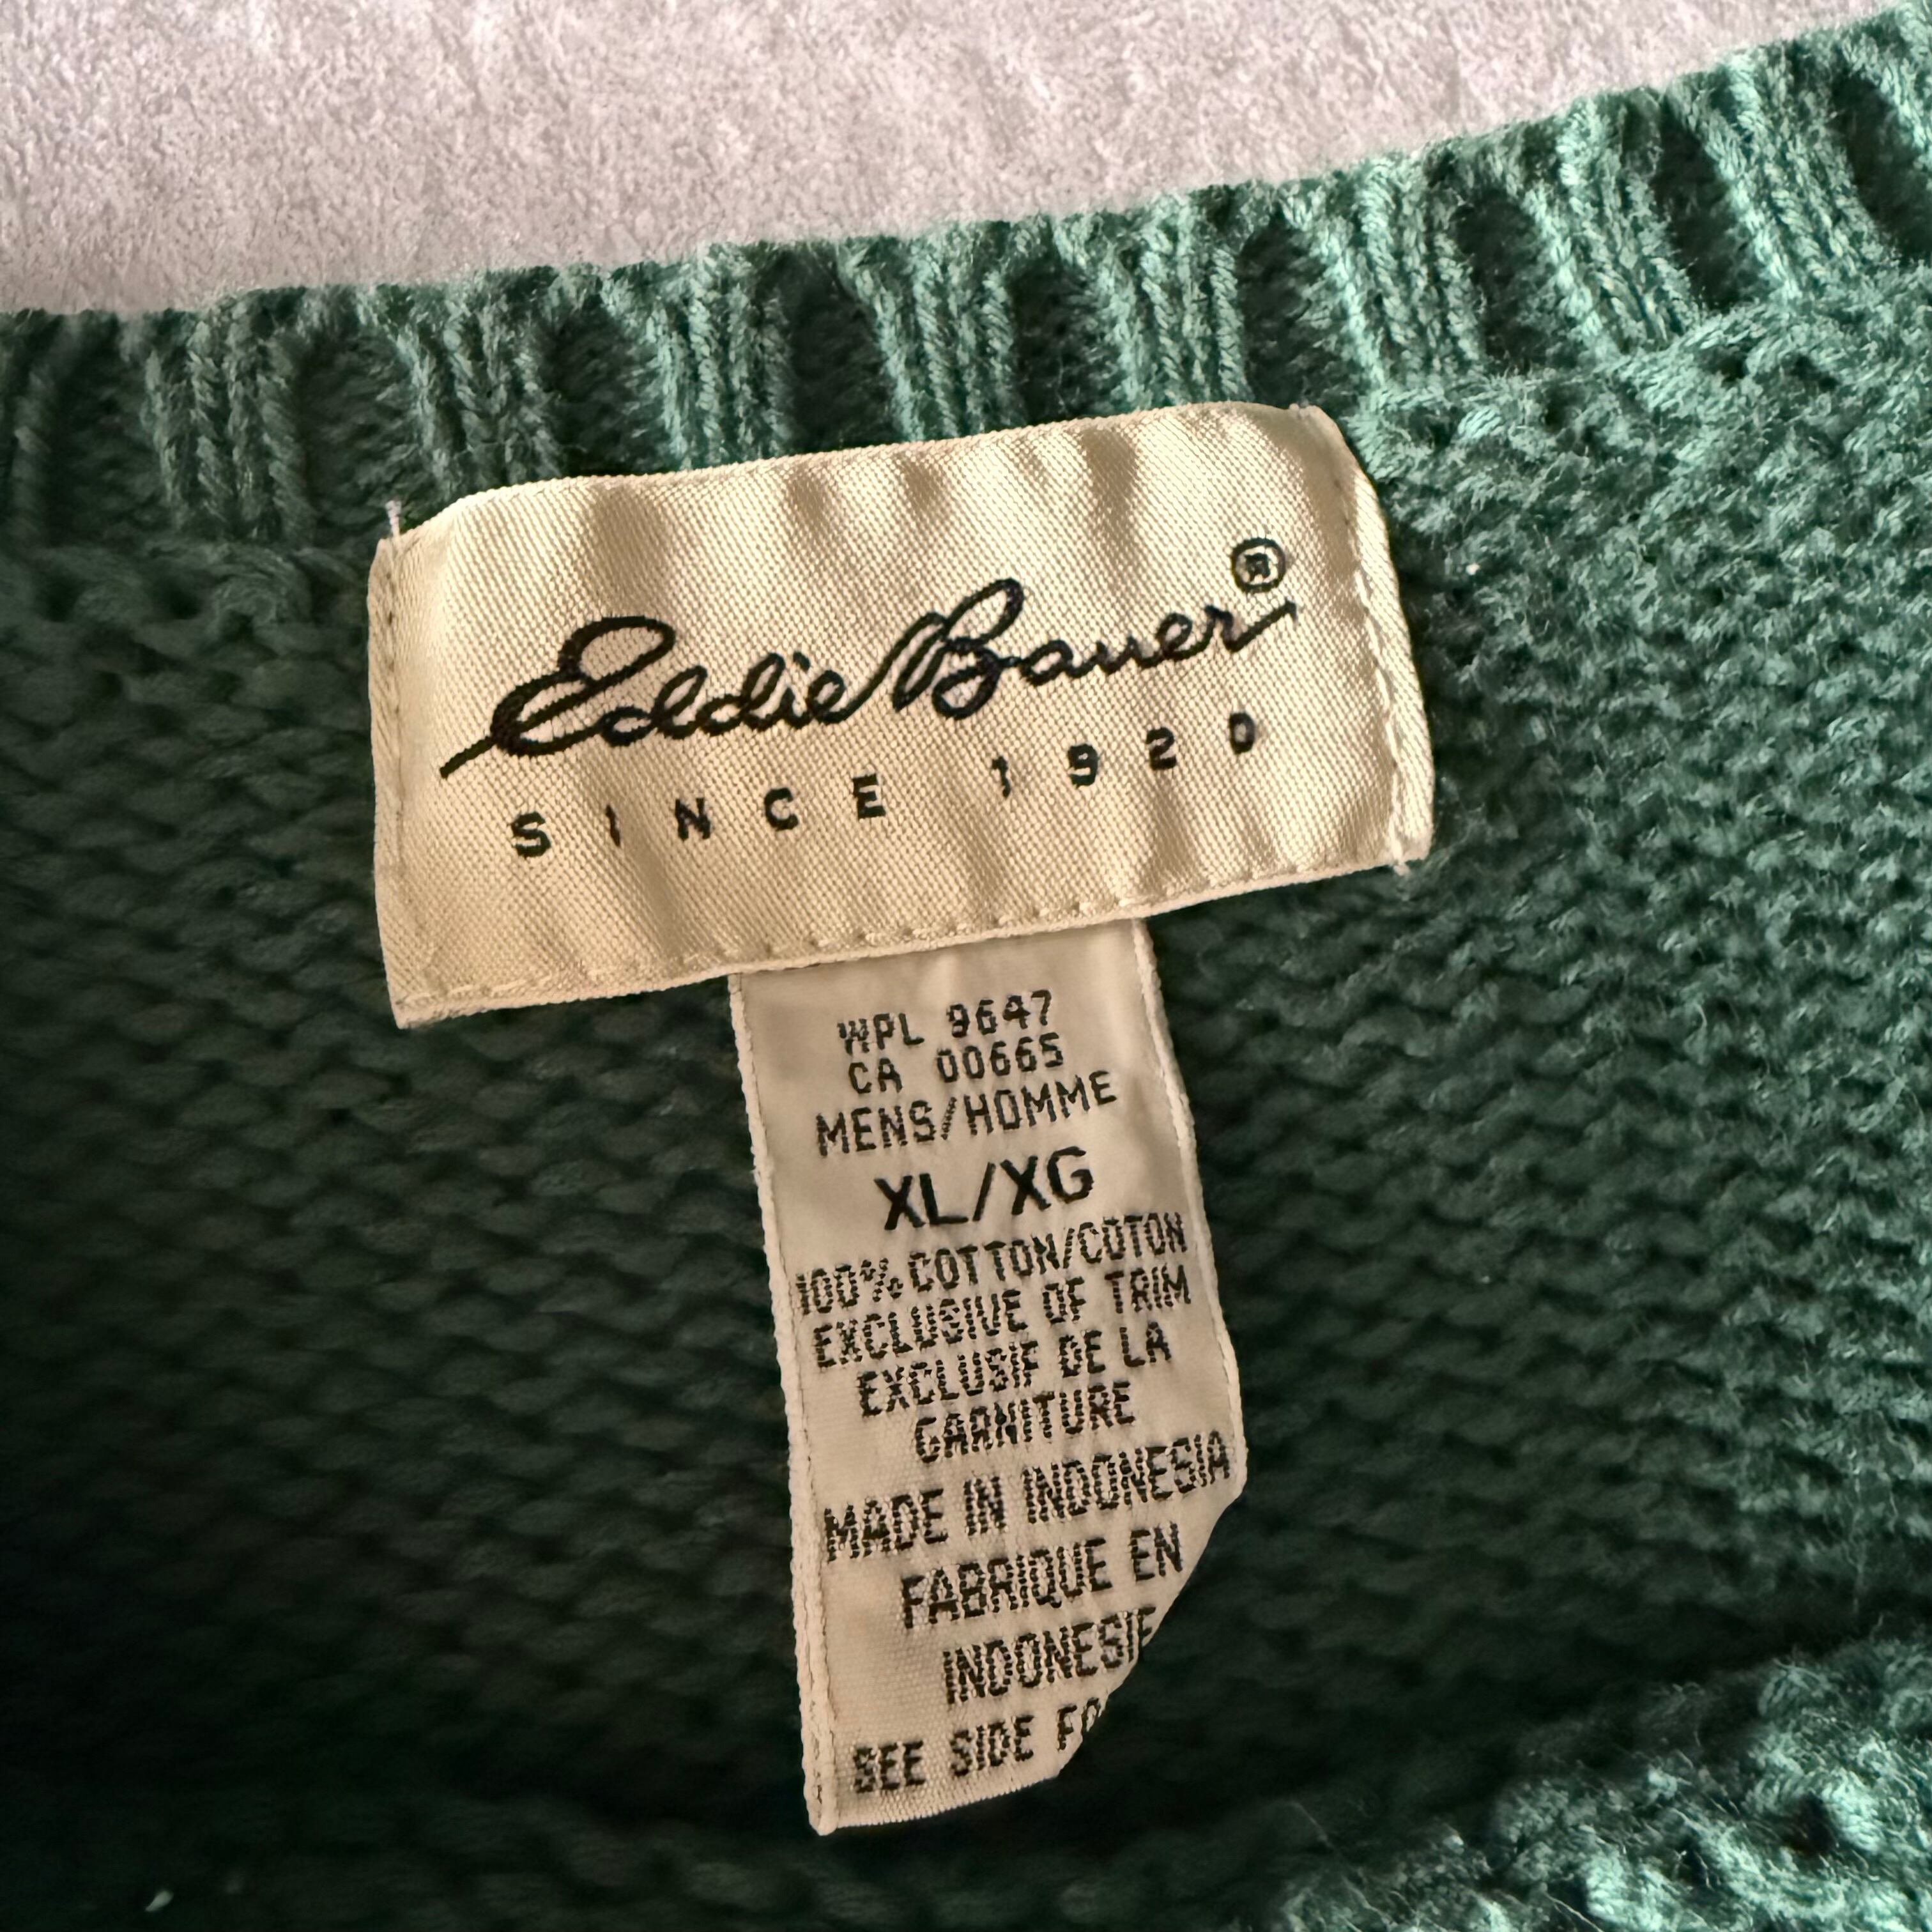 Eddie Bauer®
SINCE 1920
WPL 9647
CA 00665
MENS/HOMME
XL/XG
100% COTTON/COTON
EXCLUSIVE OF TRIM
EXCLUSIF DE LA
GARNITURE
MADE IN INDONESIA
FABRIQUE EN
INDONESIE
SEE SIDE